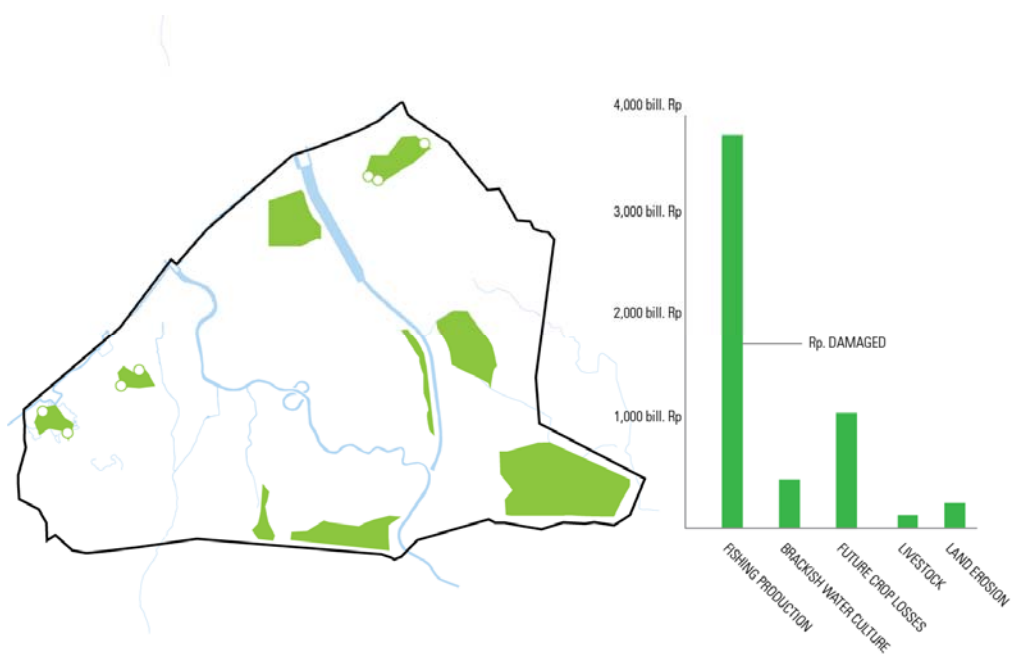 4,000 bill. Rp
3,000 bill. Rp
2,000 bill. Rp
Rp. DAMAGED
1,000 bill. Rp
FISHING PRODUCTION
BRACKISH WATER CULTURE
FUTURE CROP LOSSES
LIVESTOCK
LAND EROSION